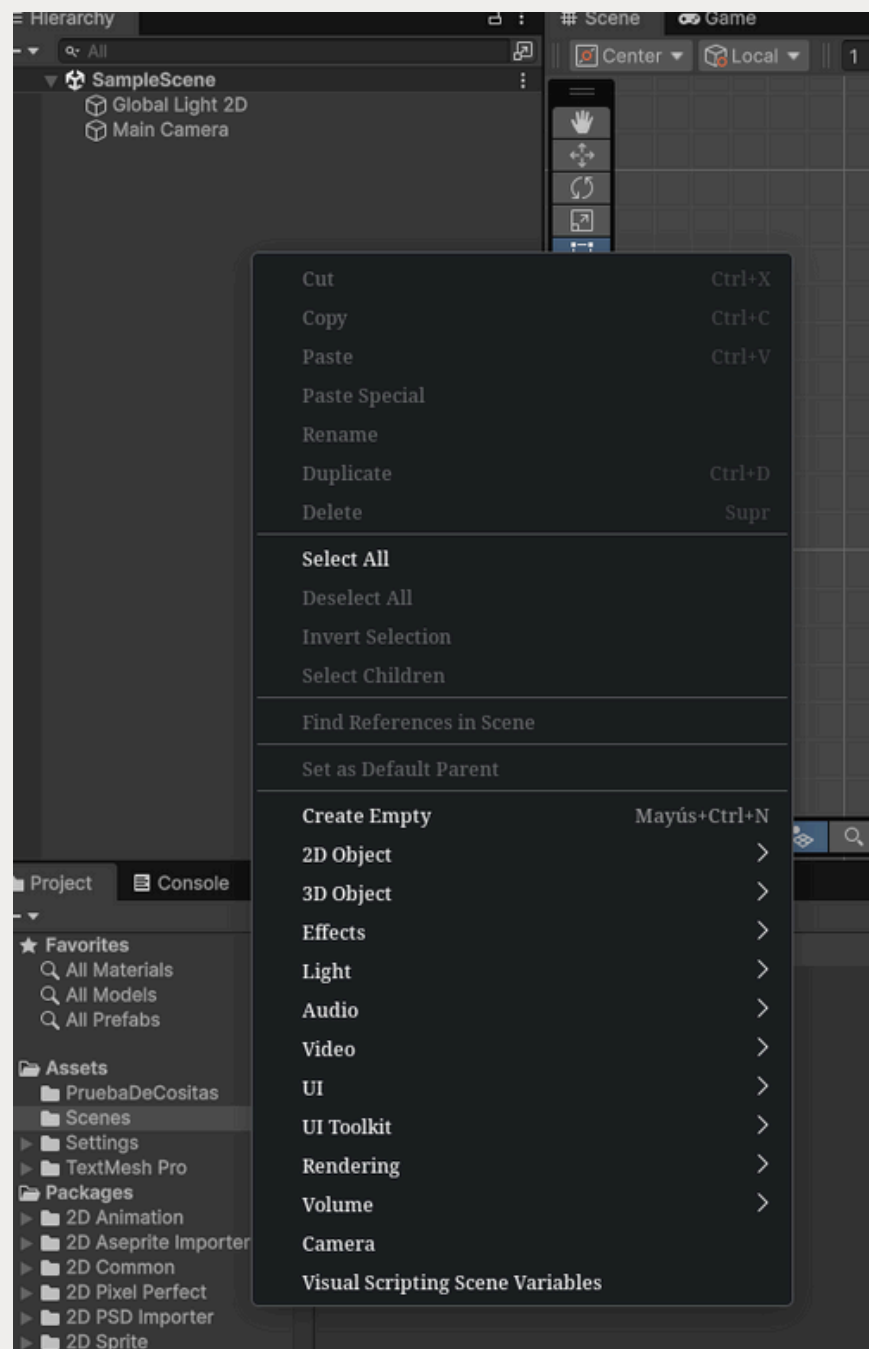 Hierarchy
Scene
Game
All
Center
Local
1
SampleScene
Global Light 2D
Main Camera
Cut Ctrl+X
Copy Ctrl+C
Paste Ctrl+V
Paste Special
Rename
Duplicate Ctrl+D
Delete Supr
Select All
Deselect All
Invert Selection
Select Children
Find References in Scene
Set as Default Parent
Create Empty Mayús+Ctrl+N
2D Object
3D Object
Effects
Light
Audio
Video
UI
UI Toolkit
Rendering
Volume
Camera
Visual Scripting Scene Variables
Project
Console
Favorites
All Materials
All Models
All Prefabs
Assets
PruebaDeCositas
Scenes
Settings
TextMesh Pro
Packages
2D Animation
2D Aseprite Importer
2D Common
2D Pixel Perfect
2D PSD Importer
2D Sprite